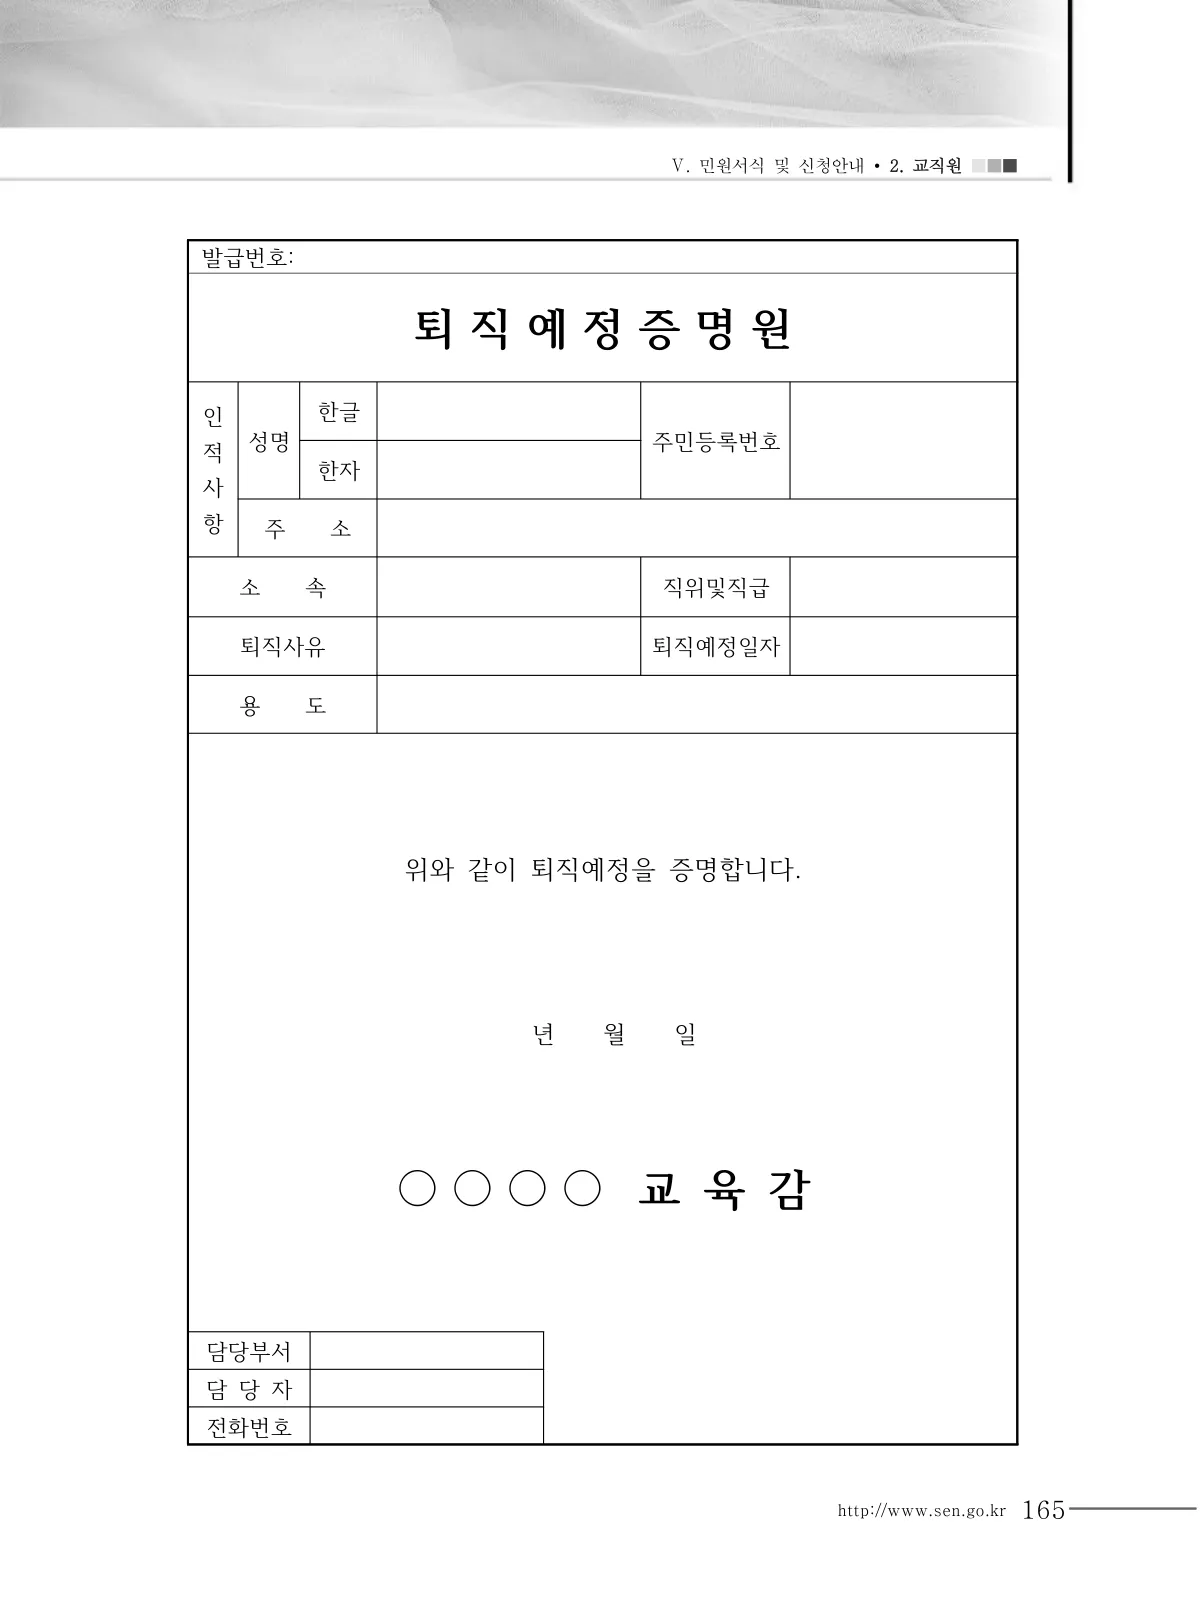 Ⅴ. 민원서식 및 신청안내 • 2. 교직원
발급번호:
퇴 직 예 정 증 명 원
인적사항
성명
한글
주민등록번호
한자
주 소
소 속
직위및직급
퇴직사유
퇴직예정일자
용 도
위와 같이 퇴직예정을 증명합니다.
년 월 일
○ ○ ○ ○ 교 육 감
담당부서
담 당 자
전화번호
http://www.sen.go.kr 165